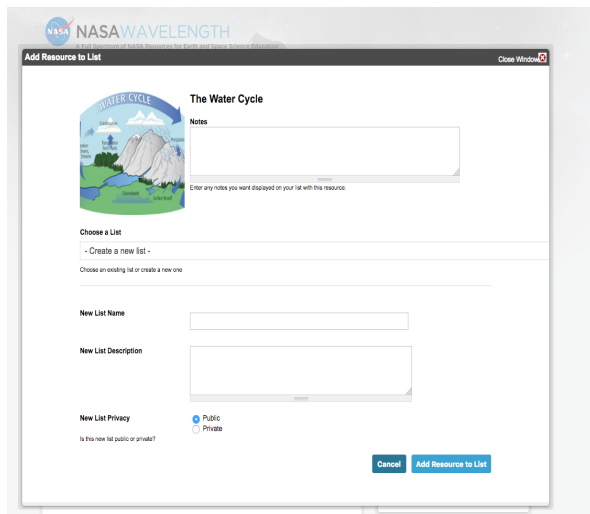 NASA
NASAWAVELENGTH
A Full Spectrum of NASA Resources for Earth and Space Science Education
Add Resource to List
Close Window
WATER CYCLE
The Water Cycle
Notes
Enter any notes you want displayed on your list with this resource.
Choose a List
- Create a new list -
Choose an existing list or create a new one
New List Name
New List Description
New List Privacy
Public
Private
Is this new list public or private?
Cancel
Add Resource to List